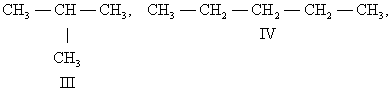 CH₃ — CH — CH₃, CH₃ — CH₂ — CH₂ — CH₂ — CH₃,
|
CH₃
III IV